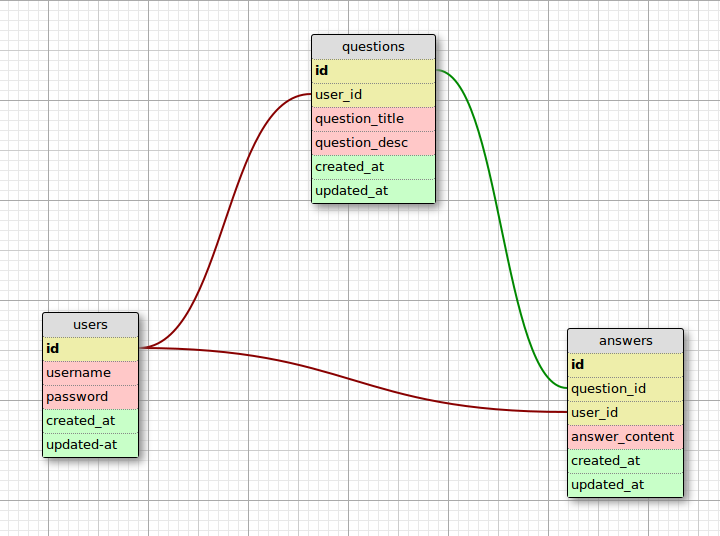 questions
id
user_id
question_title
question_desc
created_at
updated_at
users
id
username
password
created_at
updated-at
answers
id
question_id
user_id
answer_content
created_at
updated_at